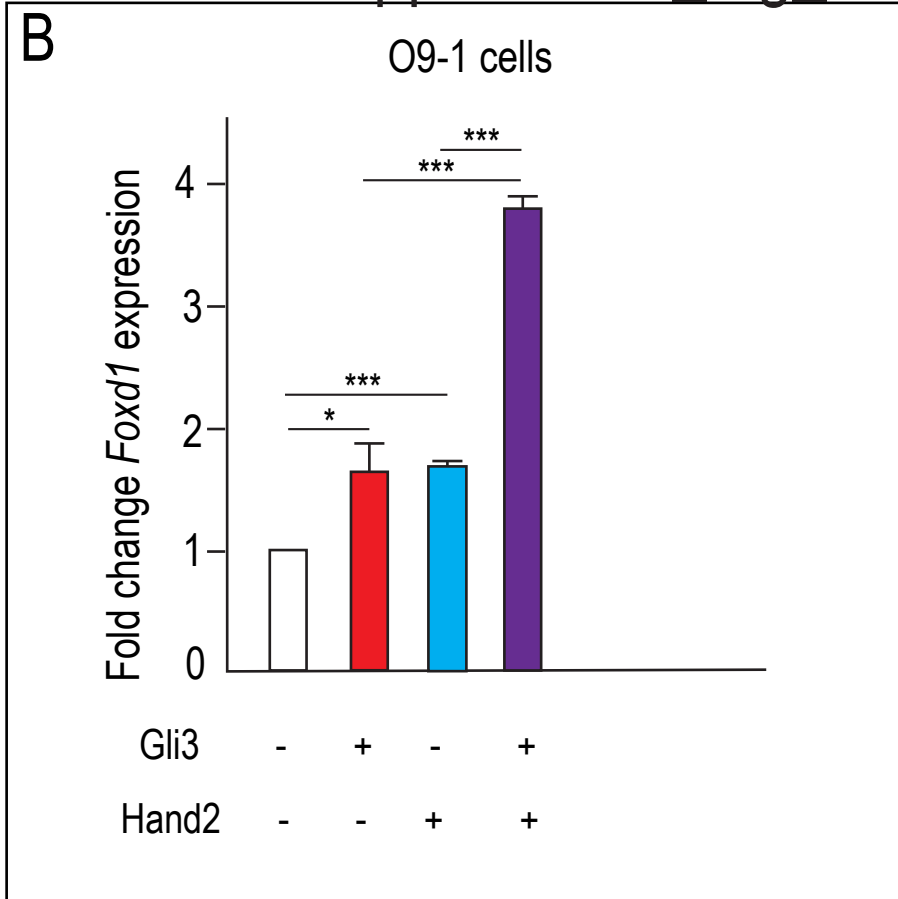 B
O9-1 cells
Fold change Foxd1 expression
***
***
4
3
***
*
2
1
0
Gli3 - + - +
Hand2 - - + +